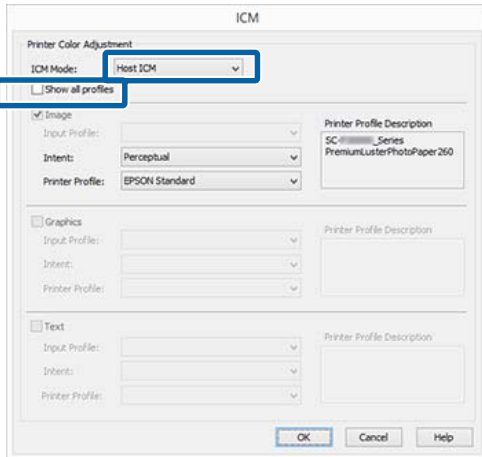 ICM
Printer Color Adjustment
ICM Mode: Host ICM
Show all profiles
Image
Input Profile:
Intent: Perceptual
Printer Profile: EPSON Standard
Printer Profile Description
SC- Series
PremiumLusterPhotoPaper260
Graphics
Input Profile:
Intent:
Printer Profile:
Printer Profile Description
Text
Input Profile:
Intent:
Printer Profile:
Printer Profile Description
OK Cancel Help